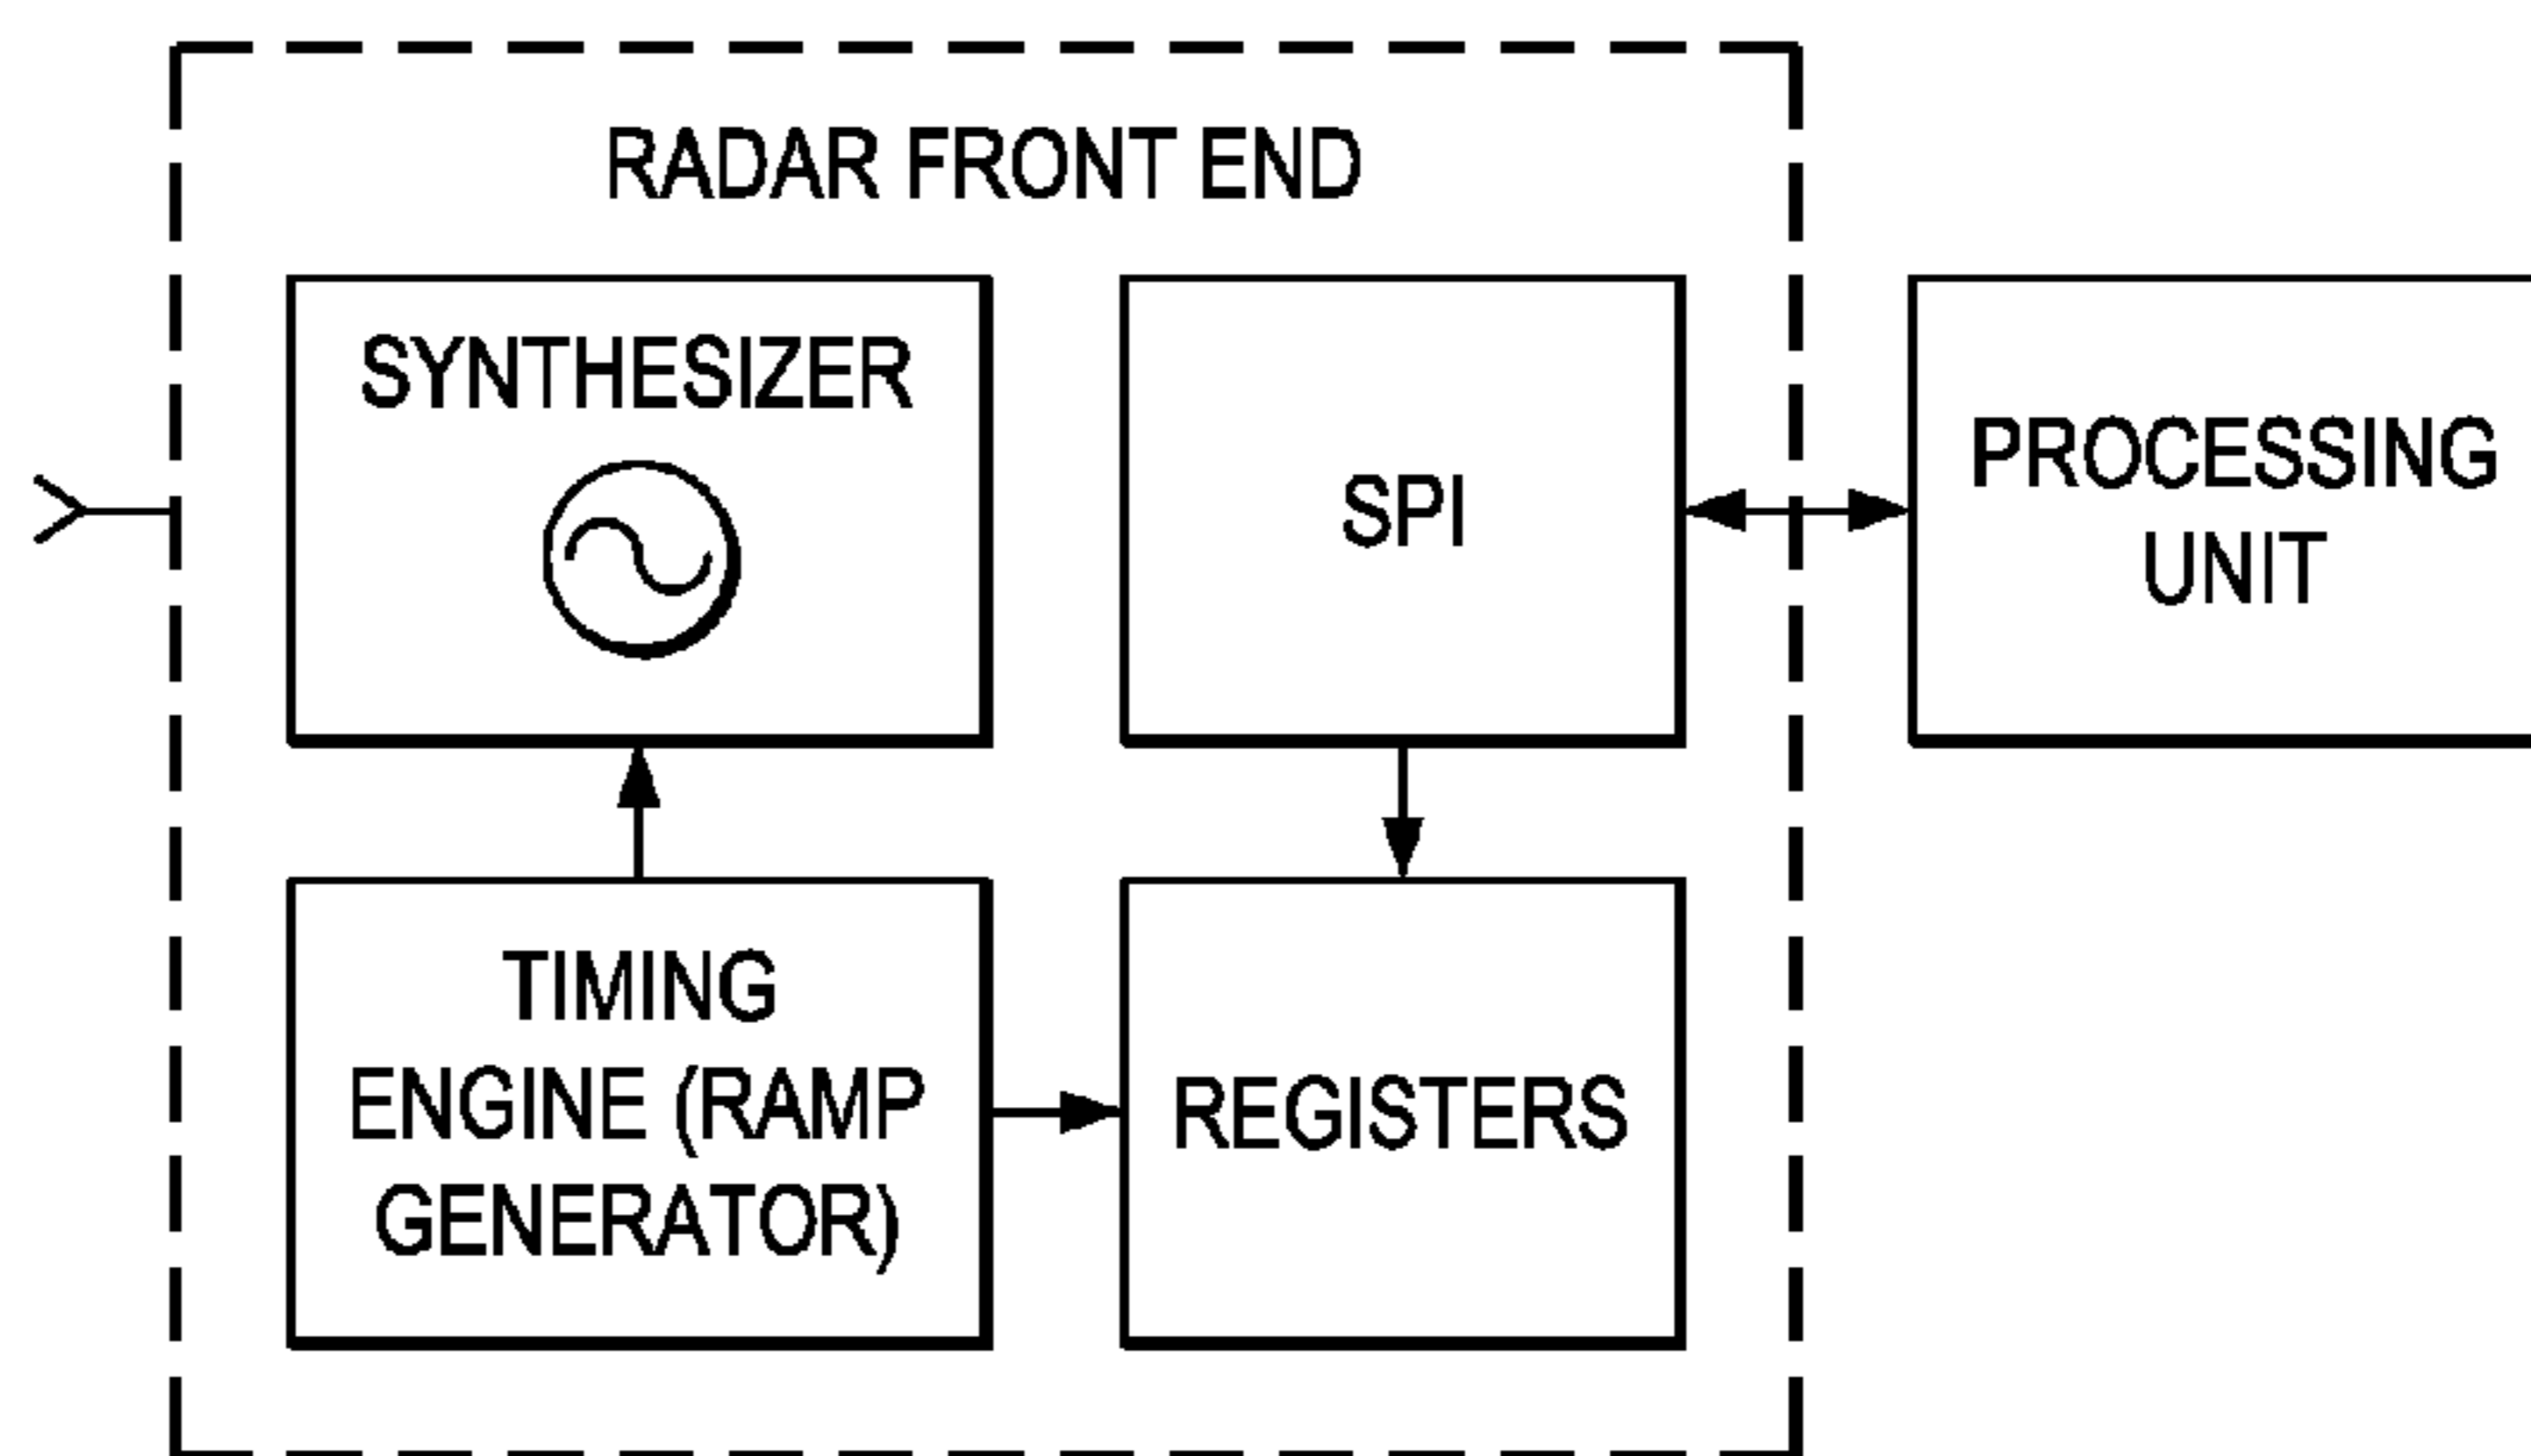 RADAR FRONT END
SYNTHESIZER
SPI
PROCESSING
UNIT
TIMING
ENGINE (RAMP
GENERATOR)
REGISTERS